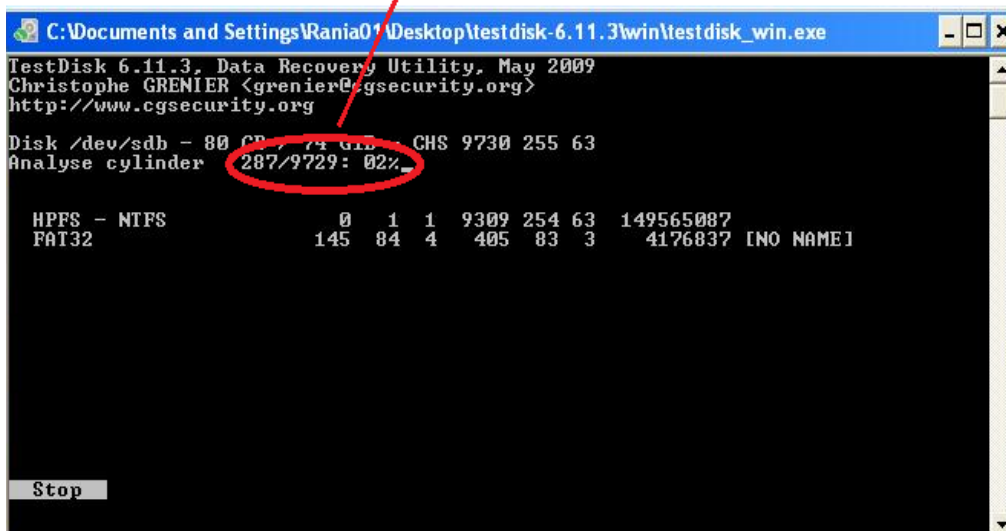 C:\Documents and Settings\Rania01\Desktop\testdisk-6.11.3\win\testdisk_win.exe
TestDisk 6.11.3, Data Recovery Utility, May 2009
Christophe GRENIER <grenier@cgsecurity.org>
http://www.cgsecurity.org
Disk /dev/sdb - 80 GB / 74 GiB - CHS 9730 255 63
Analyse cylinder 287/9729: 02%
HPFS - NTFS 0 1 1 9309 254 63 149565087
FAT32 145 84 4 405 83 3 4176837 [NO NAME]
Stop